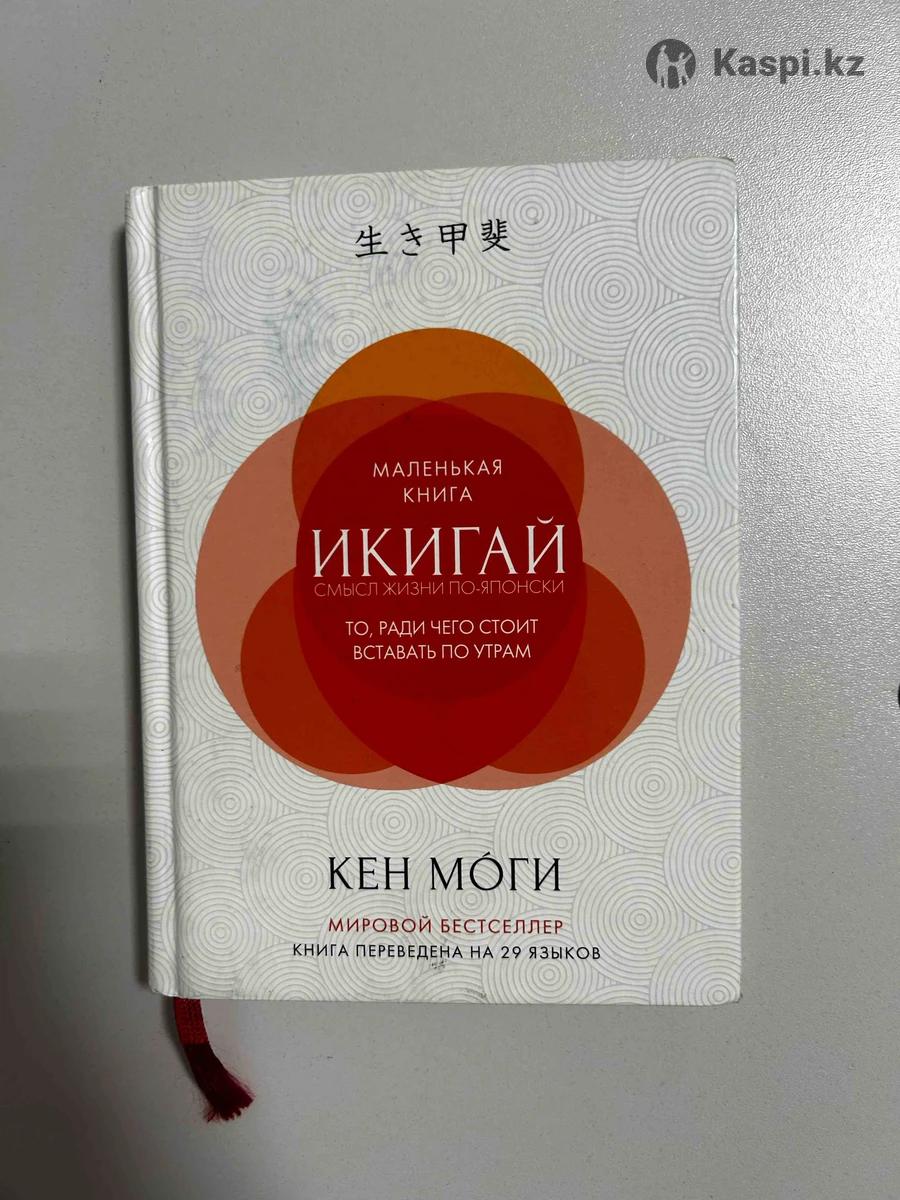 Kaspi.kz
生き甲斐
МАЛЕНЬКАЯ
КНИГА
ИКИГАЙ
СМЫСЛ ЖИЗНИ ПО-ЯПОНСКИ
ТО, РАДИ ЧЕГО СТОИТ
ВСТАВАТЬ ПО УТРАМ
КЕН МО́ГИ
МИРОВОЙ БЕСТСЕЛЛЕР
КНИГА ПЕРЕВЕДЕНА НА 29 ЯЗЫКОВ